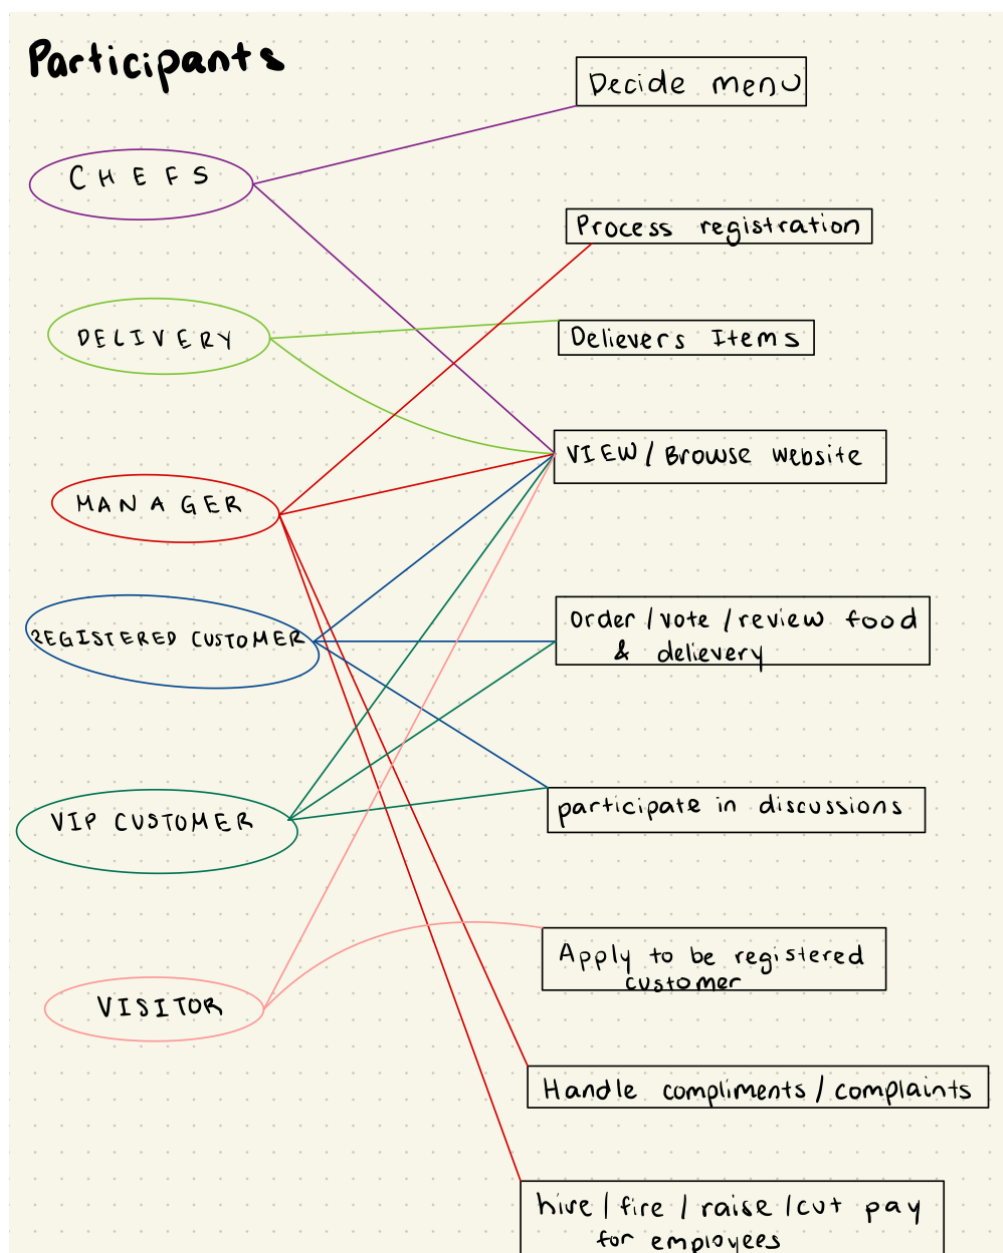 Participants
Decide menu
CHEFS
Process registration
DELIVERY
Delievers Items
VIEW / Browse website
MANAGER
Order / vote / review food
& delievery
REGISTERED CUSTOMER
participate in discussions
VIP CUSTOMER
Apply to be registered
customer
VISITOR
Handle compliments / complaints
hire / fire / raise / cut pay
for employees